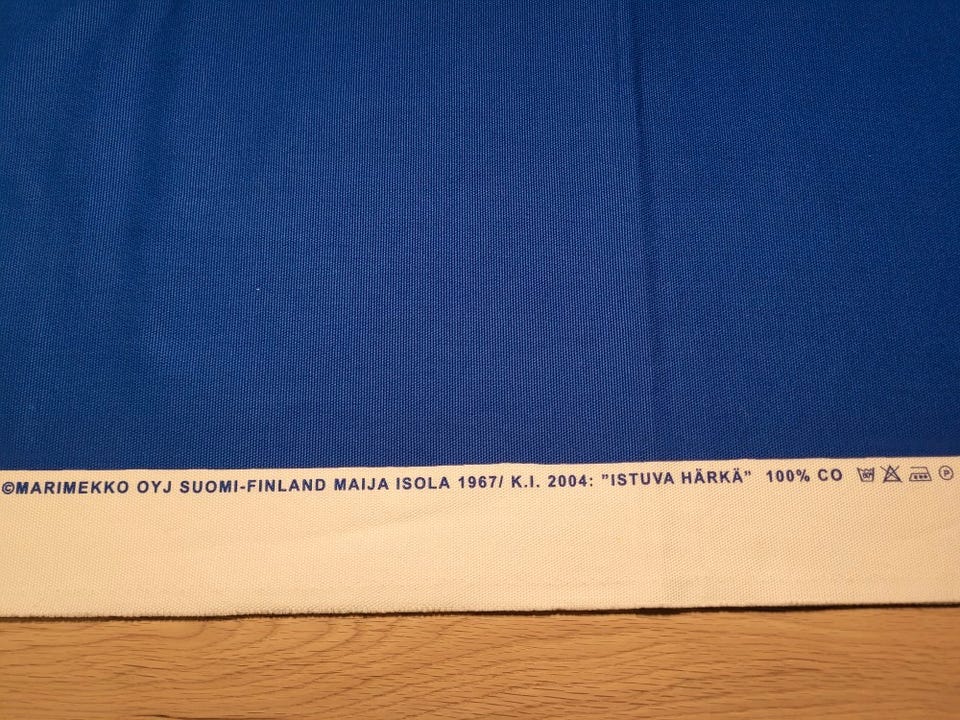 ©MARIMEKKO OYJ SUOMI-FINLAND MAIJA ISOLA 1967/ K.I. 2004: ”ISTUVA HÄRKÄ” 100% CO P